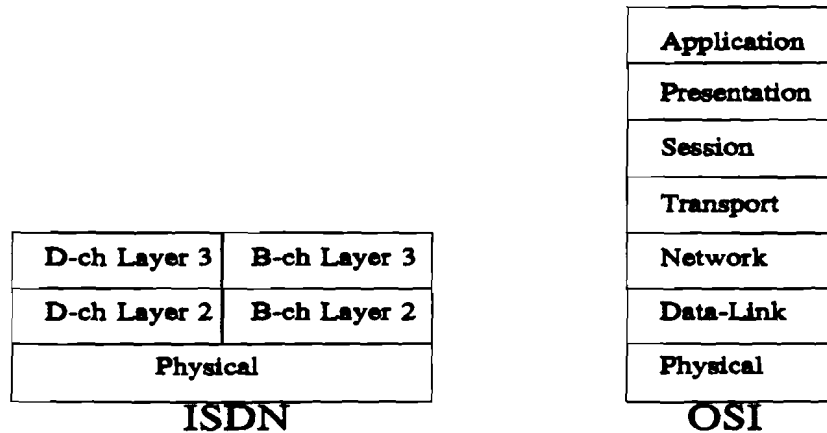 Application
Presentation
Session
Transport
D-ch Layer 3 B-ch Layer 3 Network
D-ch Layer 2 B-ch Layer 2 Data-Link
Physical Physical
ISDN OSI